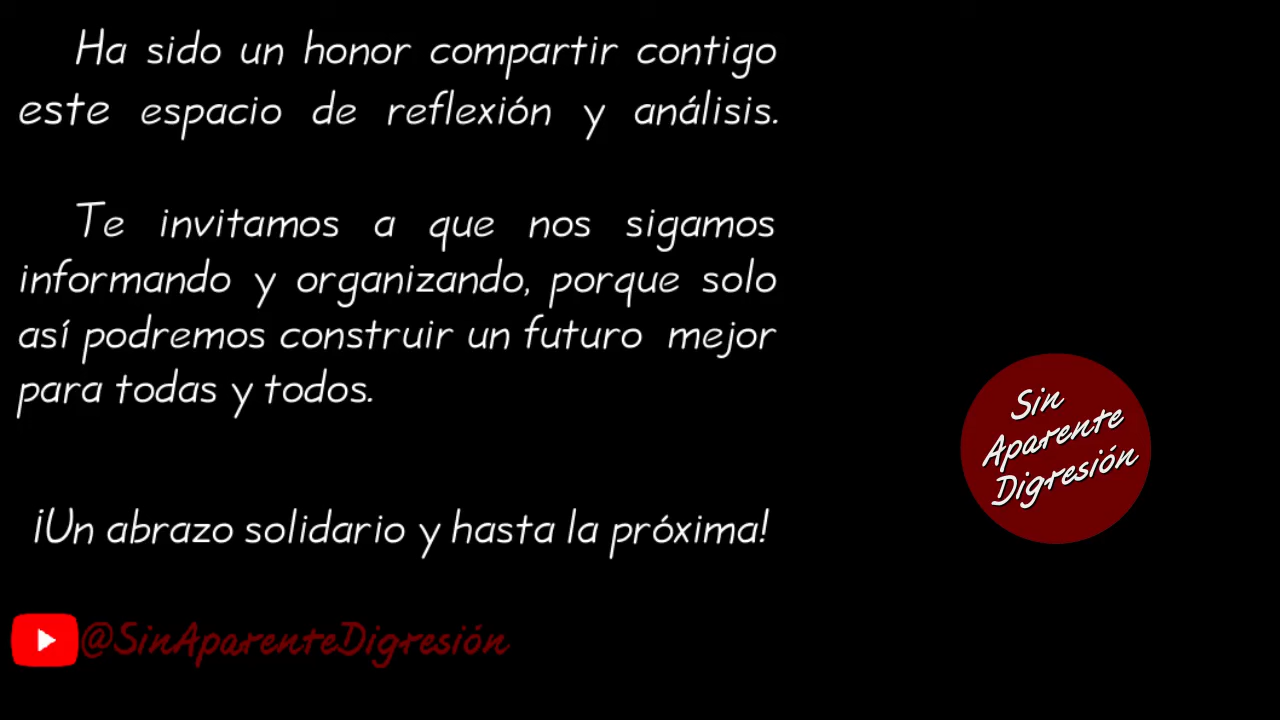 Ha sido un honor compartir contigo
este espacio de reflexión y análisis.
Te invitamos a que nos sigamos
informando y organizando, porque solo
así podremos construir un futuro mejor
para todas y todos.
¡Un abrazo solidario y hasta la próxima!
@SinAparenteDigresión
Sin
Aparente
Digresión